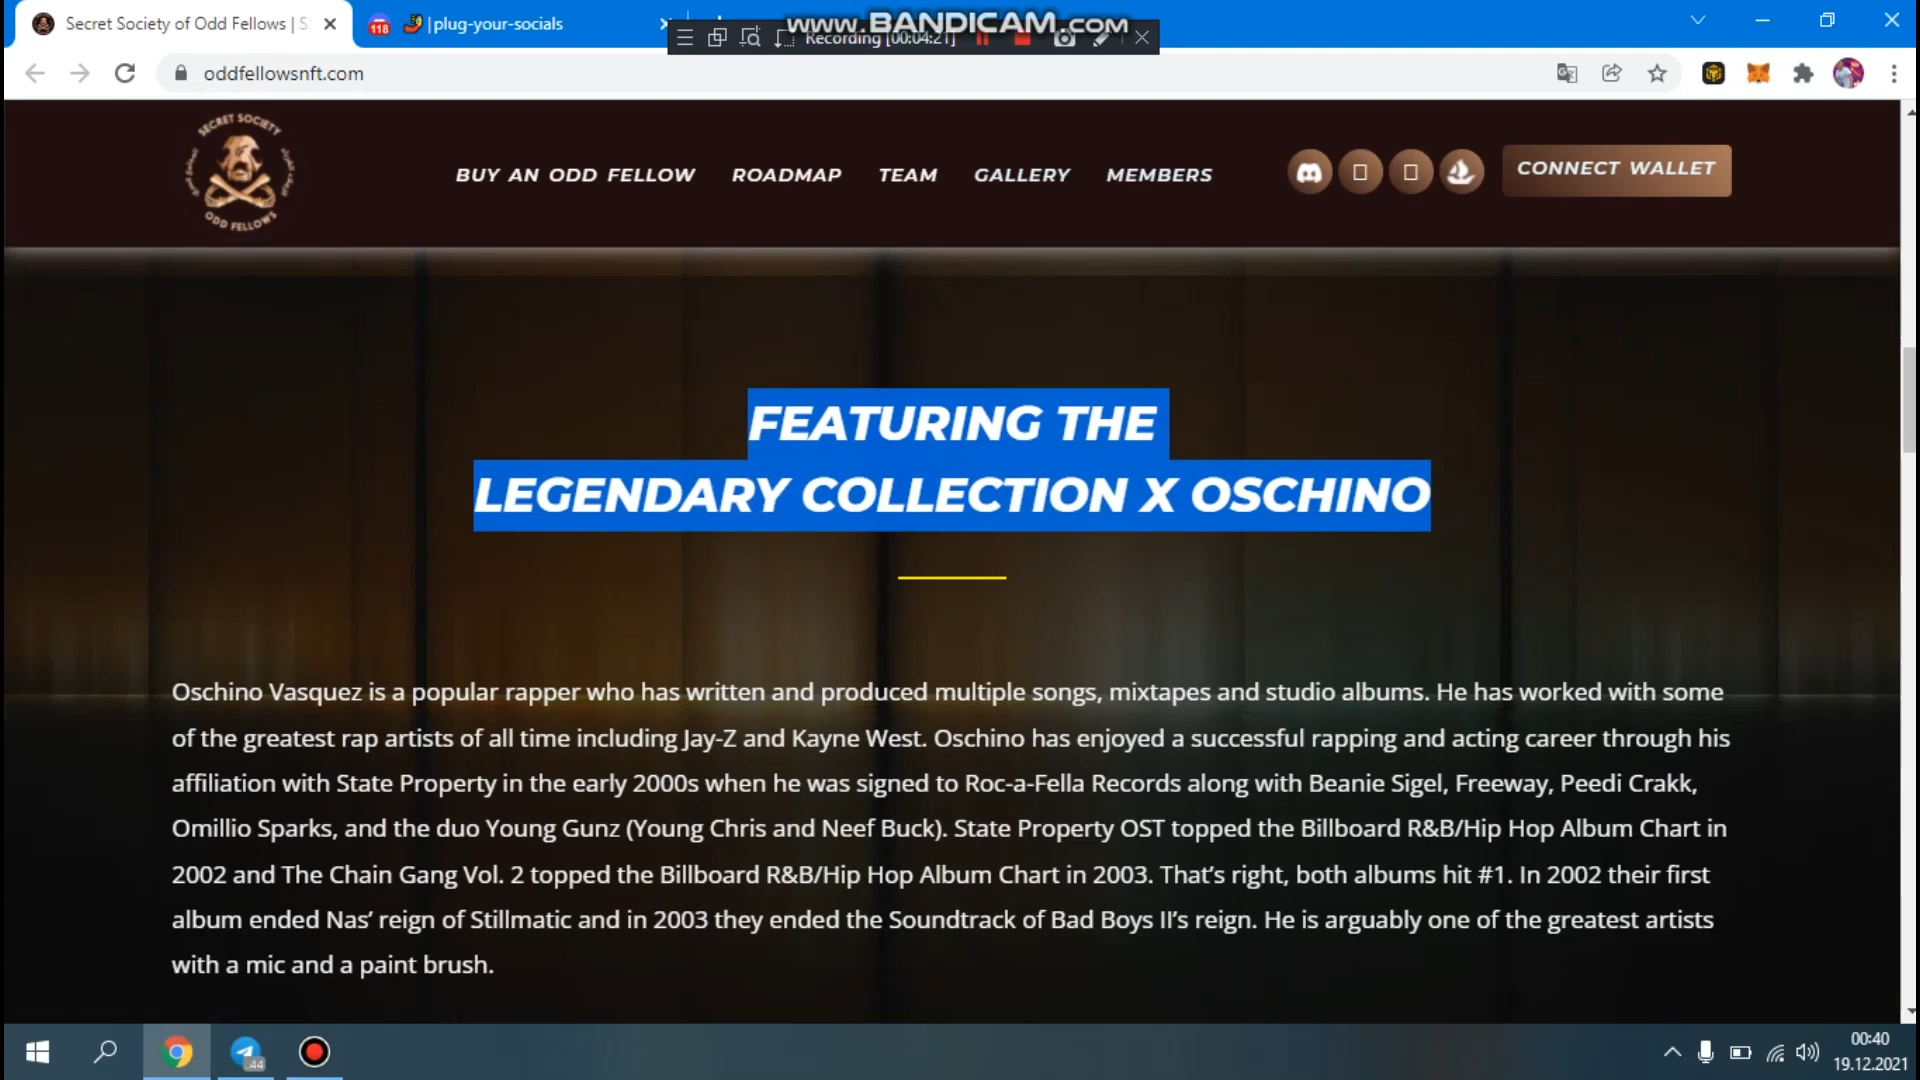 Secret Society of Odd Fellows | S
118
|plug-your-socials
www.BANDICAM.com
Recording [00:04:21]
oddfellowsnft.com
SECRET SOCIETY
ODD FELLOWS
BUY AN ODD FELLOW
ROADMAP
TEAM
GALLERY
MEMBERS
CONNECT WALLET
FEATURING THE
LEGENDARY COLLECTION X OSCHINO
Oschino Vasquez is a popular rapper who has written and produced multiple songs, mixtapes and studio albums. He has worked with some
of the greatest rap artists of all time including Jay-Z and Kayne West. Oschino has enjoyed a successful rapping and acting career through his
affiliation with State Property in the early 2000s when he was signed to Roc-a-Fella Records along with Beanie Sigel, Freeway, Peedi Crakk,
Omillio Sparks, and the duo Young Gunz (Young Chris and Neef Buck). State Property OST topped the Billboard R&B/Hip Hop Album Chart in
2002 and The Chain Gang Vol. 2 topped the Billboard R&B/Hip Hop Album Chart in 2003. That’s right, both albums hit #1. In 2002 their first
album ended Nas’ reign of Stillmatic and in 2003 they ended the Soundtrack of Bad Boys II’s reign. He is arguably one of the greatest artists
with a mic and a paint brush.
44
00:40
19.12.2021